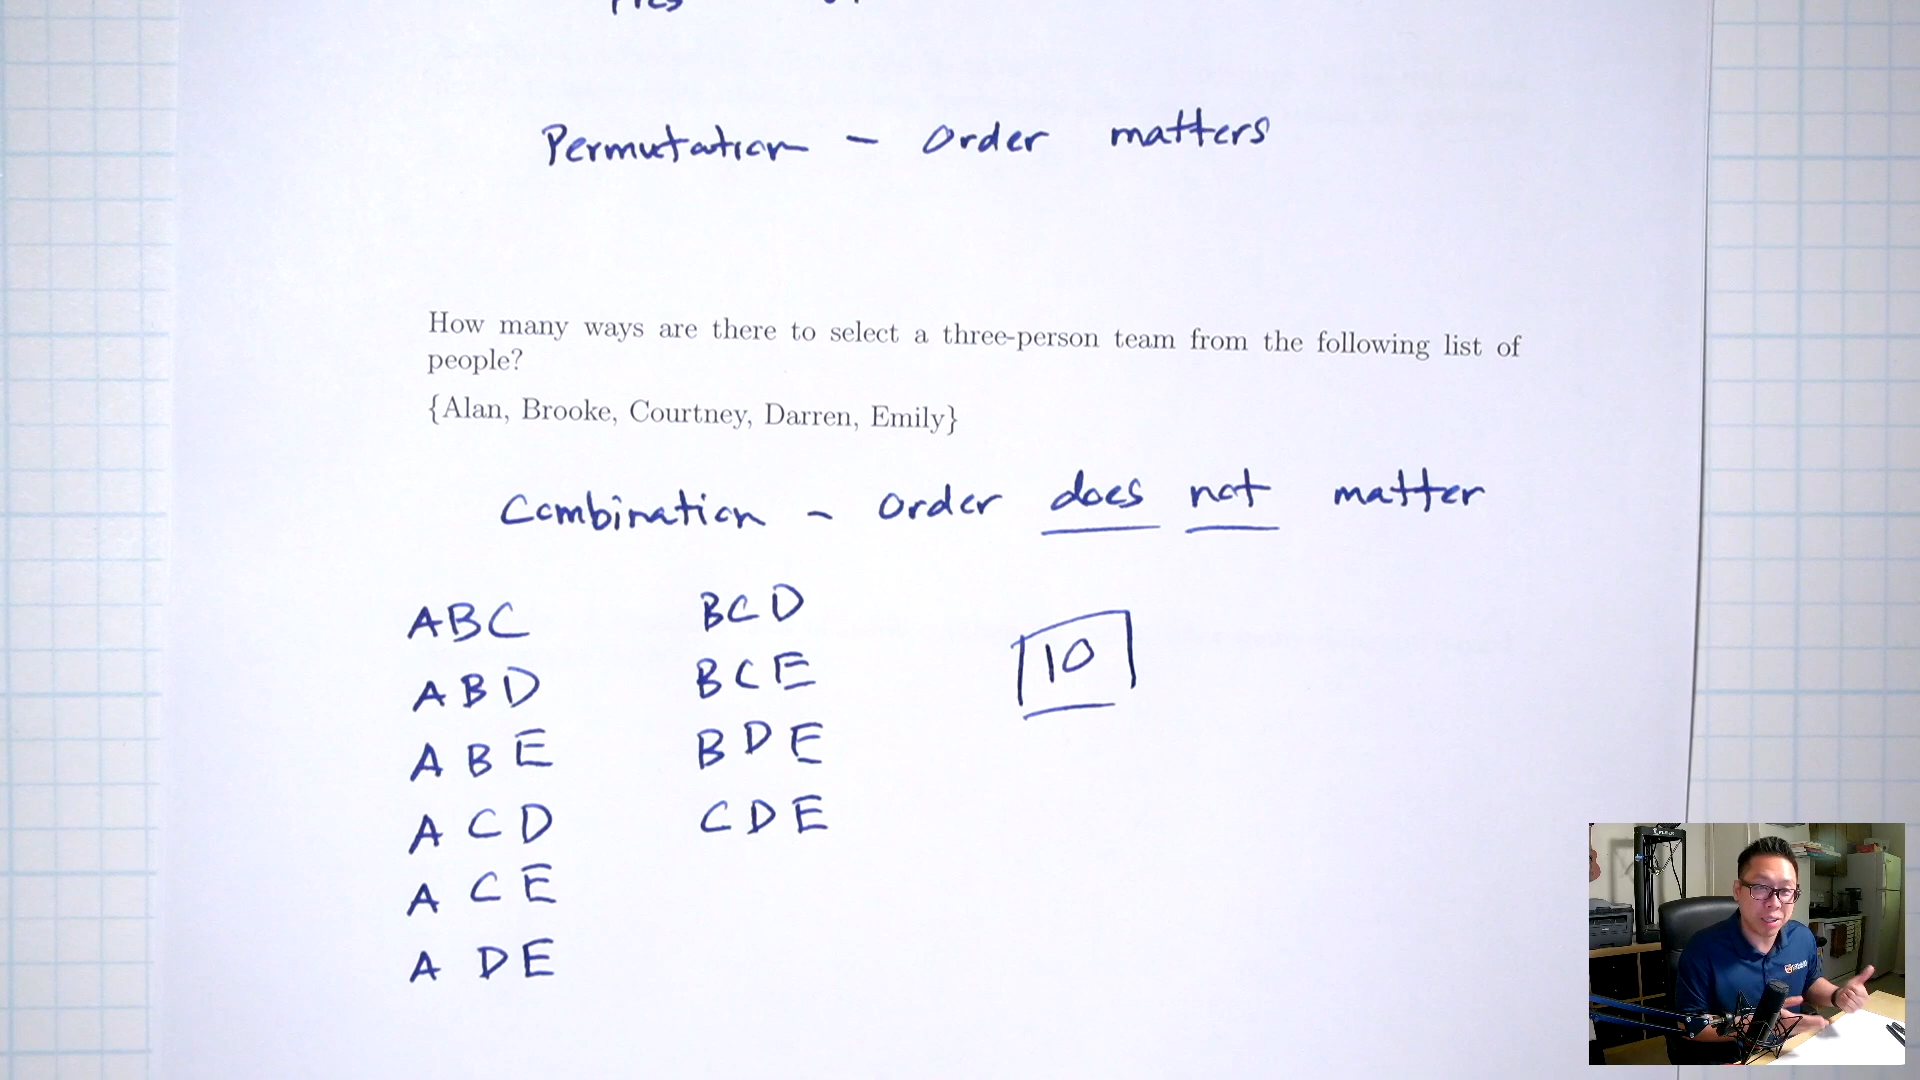 Permutation - Order matters
How many ways are there to select a three-person team from the following list of
people?
{Alan, Brooke, Courtney, Darren, Emily}
Combination - Order does not matter
ABC
ABD
ABE
ACD
ACE
ADE
BCD
BCE
BDE
CDE
10